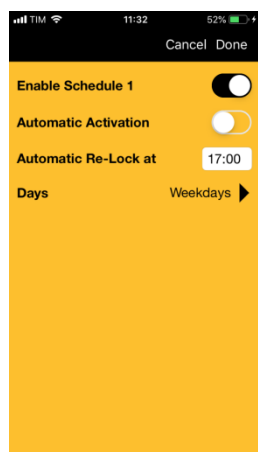 TIM 11:32 52%
Cancel Done
Enable Schedule 1
Automatic Activation
Automatic Re-Lock at 17:00
Days Weekdays